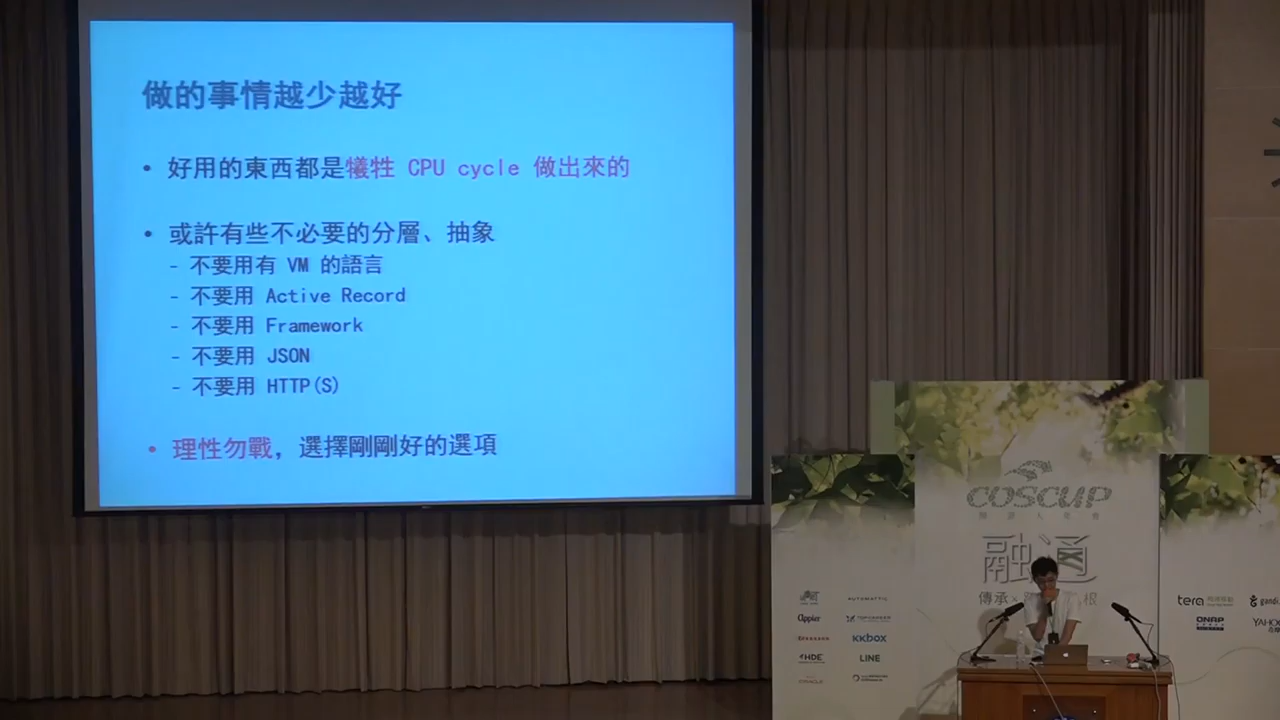 做的事情越少越好
• 好用的東西都是犧牲 CPU cycle 做出來的
• 或許有些不必要的分層、抽象
- 不要用有 VM 的語言
- 不要用 Active Record
- 不要用 Framework
- 不要用 JSON
- 不要用 HTTP(S)
• 理性勿戰，選擇剛剛好的選項
COSCUP
融通
傳承
根
AUTOMATTIC
appier
KKBOX
HDE
LINE
tera
gandi
QNAP
YAHOO